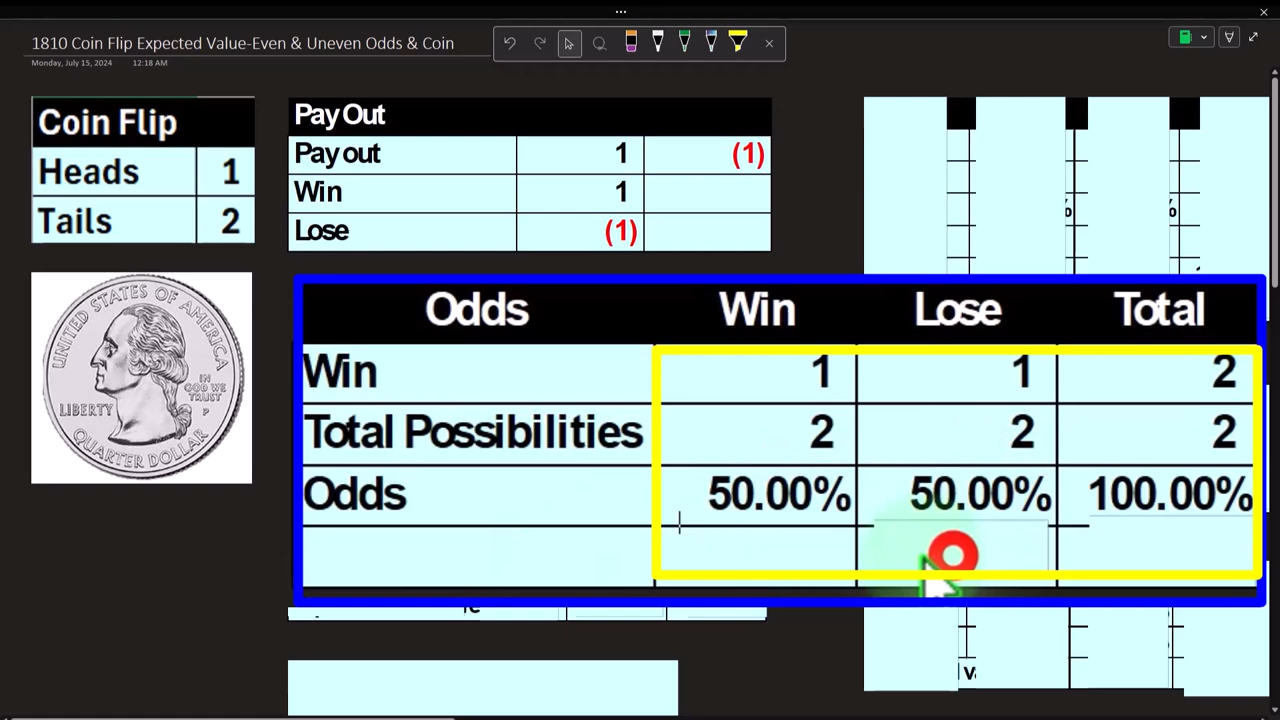 1810 Coin Flip Expected Value-Even & Uneven Odds & Coin
Monday, July 15, 2024 12:18 AM
Coin Flip
Heads 1
Tails 2
UNITED STATES OF AMERICA
LIBERTY
IN
GOD WE
TRUST
P
QUARTER DOLLAR
Pay Out
Pay out 1 (1)
Win 1
Lose (1)
% %
Odds Win Lose Total
Win 1 1 2
Total Possibilities 2 2 2
Odds 50.00% 50.00% 100.00%